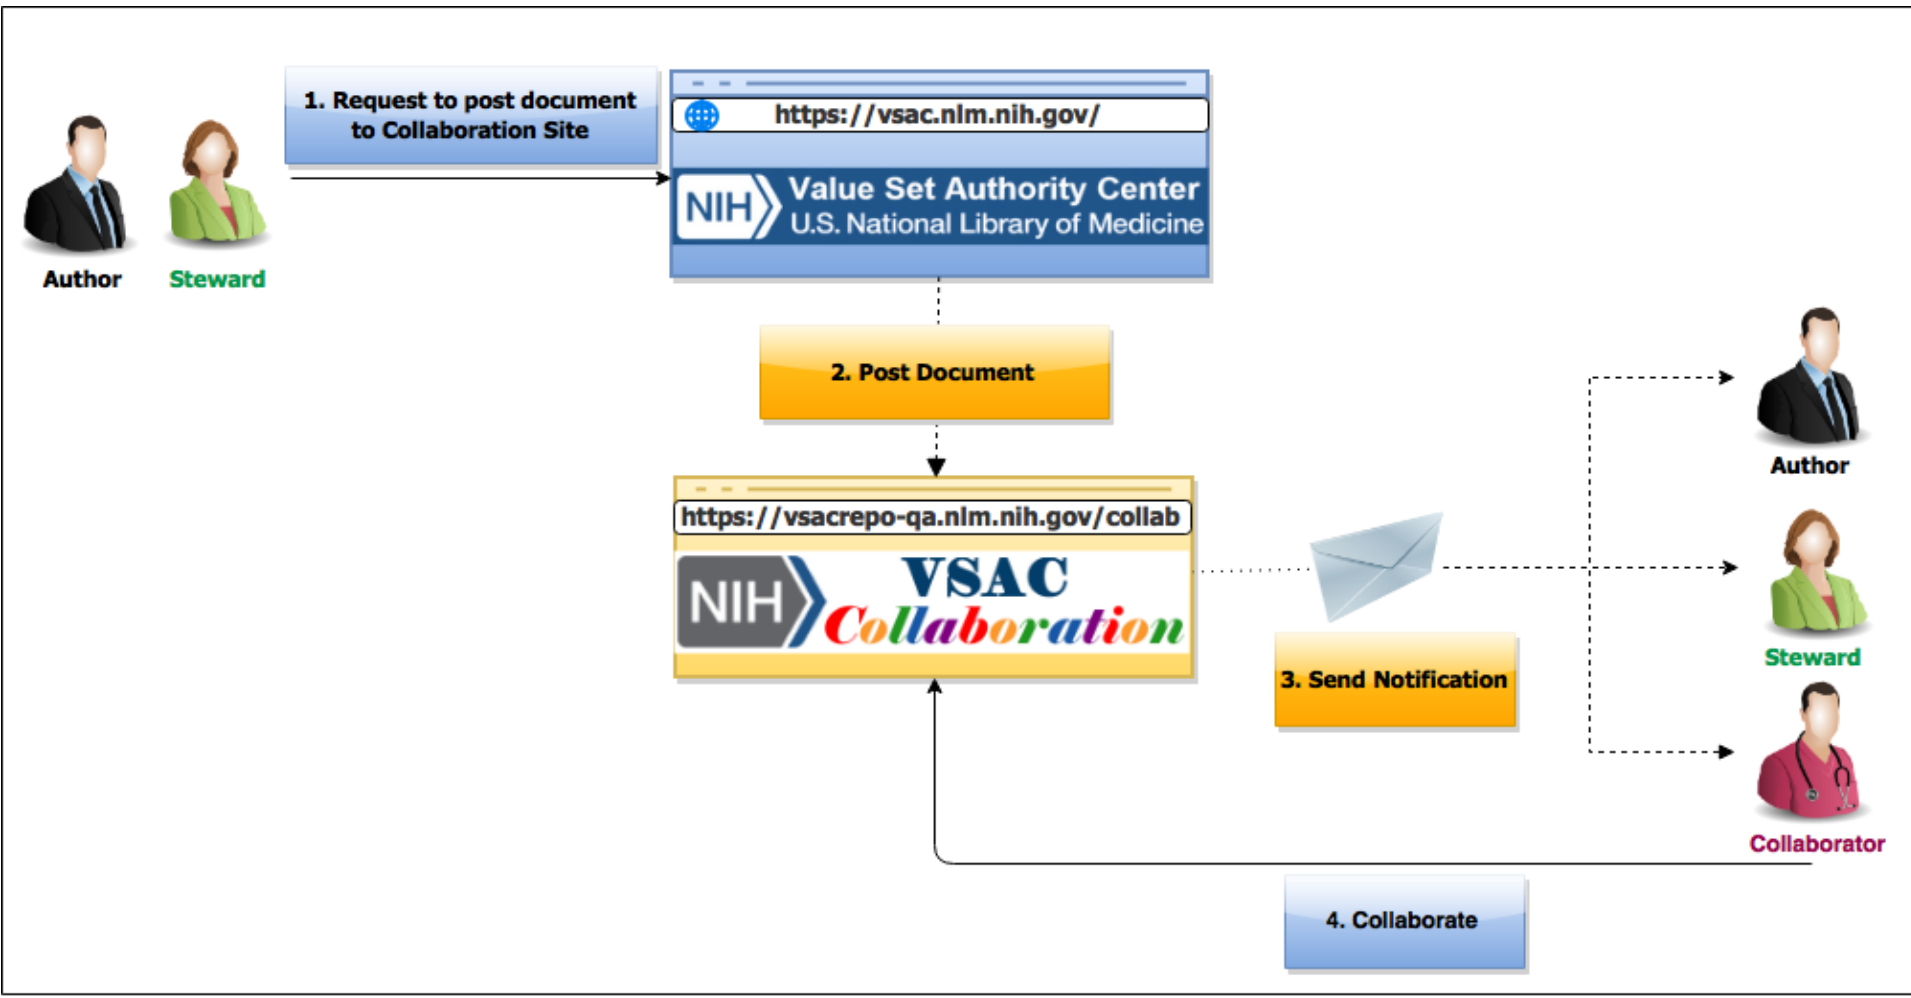 1. Request to post document
to Collaboration Site
https://vsac.nlm.nih.gov/
NIH
Value Set Authority Center
U.S. National Library of Medicine
Author
Steward
2. Post Document
Author
https://vsacrepo-qa.nlm.nih.gov/collab
NIH
VSAC
Collaboration
3. Send Notification
Steward
Collaborator
4. Collaborate